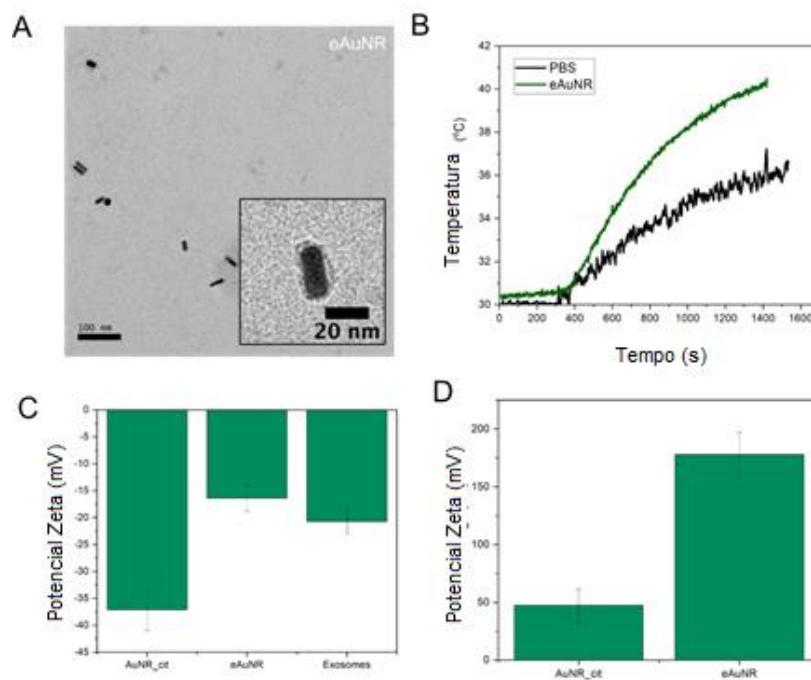 A
eAuNR
100 nm
20 nm
B
42
40
38
36
34
32
30
PBS
eAuNR
Temperatura (ºC)
0 200 400 600 800 1000 1200 1400 1600
Tempo (s)
C
0
-5
-10
-15
-20
-25
-30
-35
-40
-45
Potencial Zeta (mV)
AuNR_cit eAuNR Exosomes
D
200
150
100
50
0
Potencial Zeta (mV)
AuNR_cit eAuNR